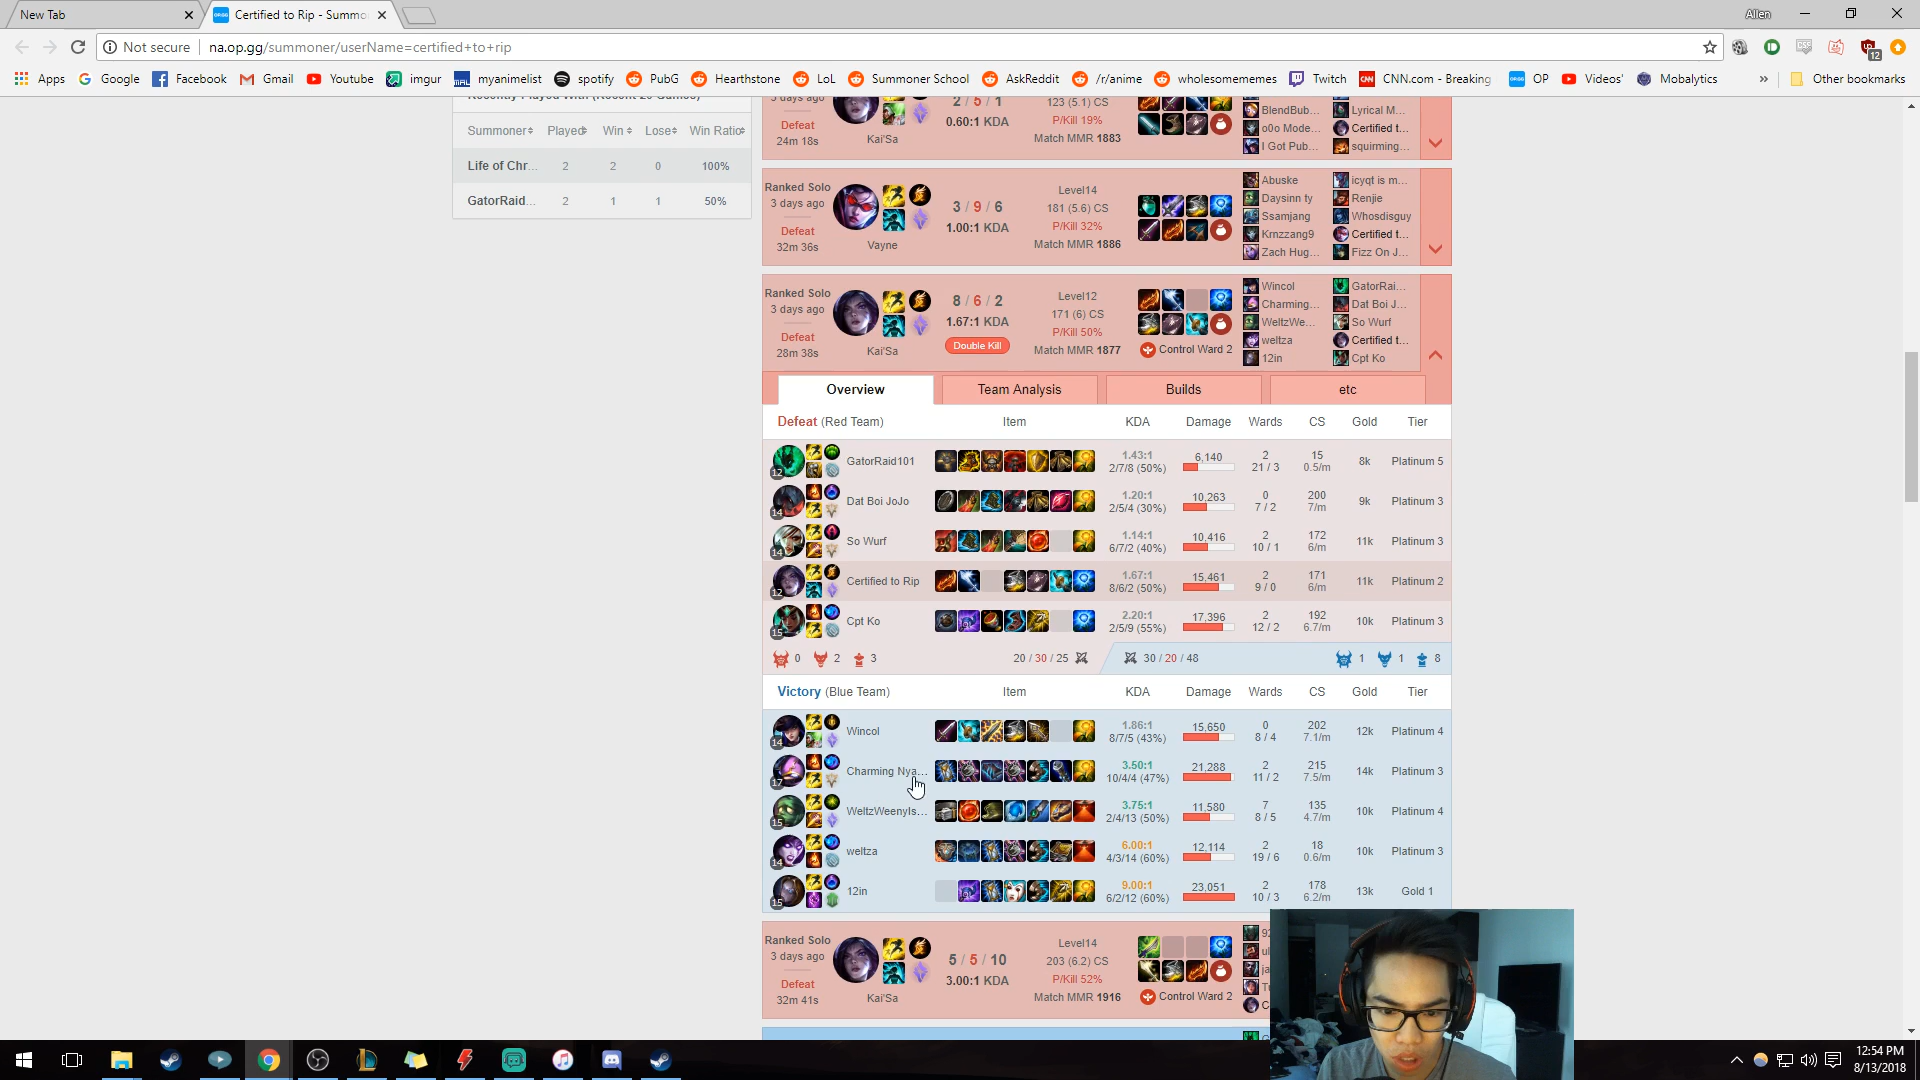 New Tab
Certified to Rip - Summo
Allen
Not secure
na.op.gg/summoner/userName=certified+to+rip
Apps Google Facebook Gmail Youtube imgur myanimelist spotify PubG Hearthstone LoL Summoner School AskReddit /r/anime wholesomememes Twitch CNN.com - Breaking OP Youtube Videos' Mobalytics » Other bookmarks
Summoner Played Win Lose Win Ratio
Life of Chr... 2 2 0 100%
GatorRaid... 2 1 1 50%
3 days ago
Defeat
24m 18s
Kai'Sa
2 / 5 / 1
0.60:1 KDA
123 (5.1) CS
P/Kill 19%
Match MMR 1883
BlendBub... Lyrical M...
o0o Mode... Certified t...
I Got Pub... squirming...
Ranked Solo
3 days ago
Defeat
32m 36s
Vayne
3 / 9 / 6
1.00:1 KDA
Level14
181 (5.6) CS
P/Kill 32%
Match MMR 1886
Abuske icyqt is m...
Daysinn ty Renjie
Ssamjang Whosdisguy
Krnzzang9 Certified t...
Zach Hug... Fizz On J...
Ranked Solo
3 days ago
Defeat
28m 38s
Kai'Sa
8 / 6 / 2
1.67:1 KDA
Double Kill
Level12
171 (6) CS
P/Kill 50%
Match MMR 1877
Control Ward 2
Wincol GatorRai...
Charming... Dat Boi J...
WeltzWe... So Wurf
weltza Certified t...
12in Cpt Ko
Overview Team Analysis Builds etc
Defeat (Red Team) Item KDA Damage Wards CS Gold Tier
12 GatorRaid101 1.43:1 2/7/8 (50%) 6,140 2 21 / 3 15 0.5/m 8k Platinum 5
14 Dat Boi JoJo 1.20:1 2/5/4 (30%) 10,263 0 7 / 2 200 7/m 9k Platinum 3
14 So Wurf 1.14:1 6/7/2 (40%) 10,416 2 10 / 1 172 6/m 11k Platinum 3
12 Certified to Rip 1.67:1 8/6/2 (50%) 15,461 2 9 / 0 171 6/m 11k Platinum 2
15 Cpt Ko 2.20:1 2/5/9 (55%) 17,396 2 12 / 2 192 6.7/m 10k Platinum 3
0 2 3 20 / 30 / 25 30 / 20 / 48 1 1 8
Victory (Blue Team) Item KDA Damage Wards CS Gold Tier
14 Wincol 1.86:1 8/7/5 (43%) 15,650 0 8 / 4 202 7.1/m 12k Platinum 4
17 Charming Nya... 3.50:1 10/4/4 (47%) 21,288 2 11 / 2 215 7.5/m 14k Platinum 3
15 WeltzWeenyIs... 3.75:1 2/4/13 (50%) 11,580 7 8 / 5 135 4.7/m 10k Platinum 4
14 weltza 6.00:1 4/3/14 (60%) 12,114 2 19 / 6 18 0.6/m 10k Platinum 3
15 12in 9.00:1 6/2/12 (60%) 23,051 2 10 / 3 178 6.2/m 13k Gold 1
Ranked Solo
3 days ago
Defeat
32m 41s
Kai'Sa
5 / 5 / 10
3.00:1 KDA
Level14
203 (6.2) CS
P/Kill 52%
Match MMR 1916
Control Ward 2
12:54 PM
8/13/2018